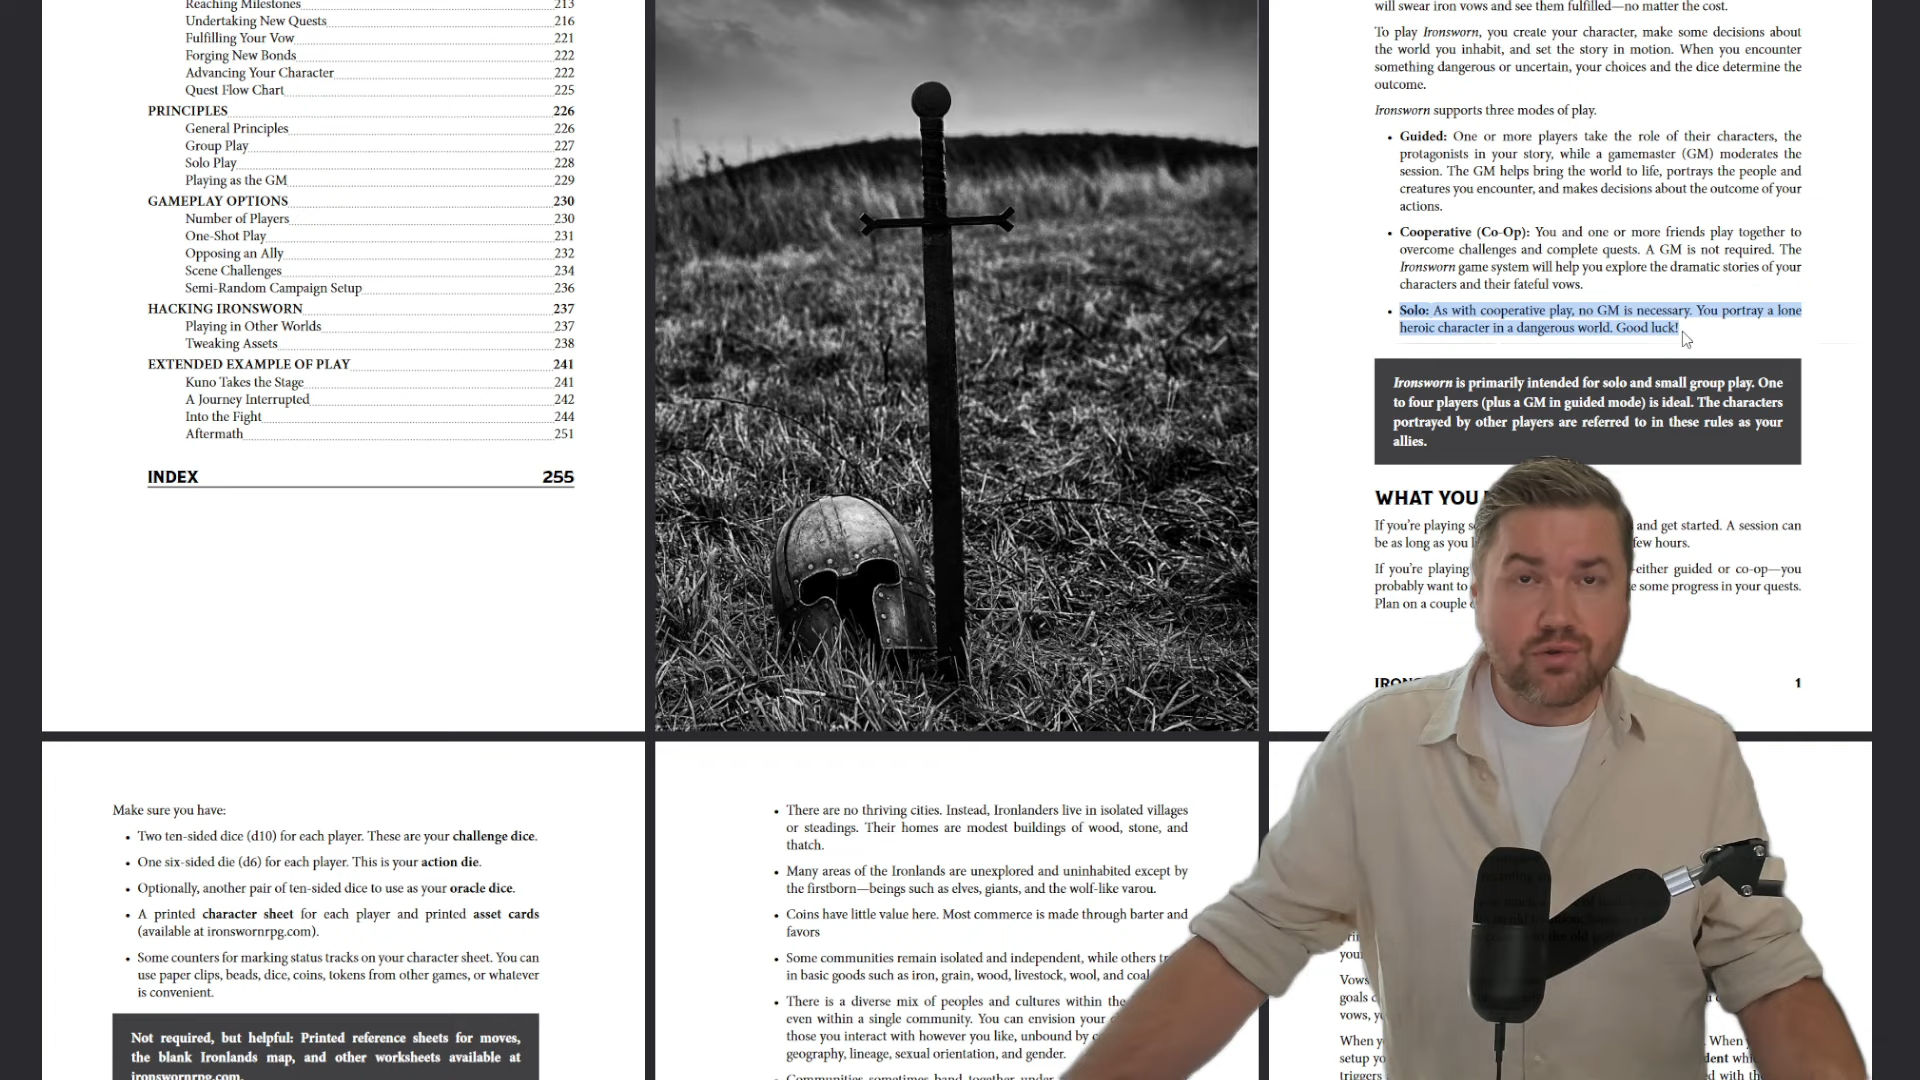 Reaching Milestones 213
Undertaking New Quests 216
Fulfilling Your Vow 221
Forging New Bonds 222
Advancing Your Character 222
Quest Flow Chart 225
PRINCIPLES 226
General Principles 226
Group Play 227
Solo Play 228
Playing as the GM 229
GAMEPLAY OPTIONS 230
Number of Players 230
One-Shot Play 231
Opposing an Ally 232
Scene Challenges 234
Semi-Random Campaign Setup 236
HACKING IRONSWORN 237
Playing in Other Worlds 237
Tweaking Assets 238
EXTENDED EXAMPLE OF PLAY 241
Kuno Takes the Stage 241
A Journey Interrupted 242
Into the Fight 244
Aftermath 251
INDEX 255
will swear iron vows and see them fulfilled—no matter the cost.
To play Ironsworn, you create your character, make some decisions about
the world you inhabit, and set the story in motion. When you encounter
something dangerous or uncertain, your choices and the dice determine the
outcome.
Ironsworn supports three modes of play.
• Guided: One or more players take the role of their characters, the
protagonists in your story, while a gamemaster (GM) moderates the
session. The GM helps bring the world to life, portrays the people and
creatures you encounter, and makes decisions about the outcome of your
actions.
• Cooperative (Co-Op): You and one or more friends play together to
overcome challenges and complete quests. A GM is not required. The
Ironsworn game system will help you explore the dramatic stories of your
characters and their fateful vows.
• Solo: As with cooperative play, no GM is necessary. You portray a lone
heroic character in a dangerous world. Good luck!
Ironsworn is primarily intended for solo and small group play. One
to four players (plus a GM in guided mode) is ideal. The characters
portrayed by other players are referred to in these rules as your
allies.
WHAT YOU
If you're playing and get started. A session can
be as long as you few hours.
If you're playing either guided or co-op—you
probably want to some progress in your quests.
Plan on a couple
1
Make sure you have:
• Two ten-sided dice (d10) for each player. These are your challenge dice.
• One six-sided die (d6) for each player. This is your action die.
• Optionally, another pair of ten-sided dice to use as your oracle dice.
• A printed character sheet for each player and printed asset cards
(available at ironswornrpg.com).
• Some counters for marking status tracks on your character sheet. You can
use paper clips, beads, dice, coins, tokens from other games, or whatever
is convenient.
Not required, but helpful: Printed reference sheets for moves,
the blank Ironlands map, and other worksheets available at
ironswornrpg.com.
• There are no thriving cities. Instead, Ironlanders live in isolated villages
or steadings. Their homes are modest buildings of wood, stone, and
thatch.
• Many areas of the Ironlands are unexplored and uninhabited except by
the firstborn—beings such as elves, giants, and the wolf-like varou.
• Coins have little value here. Most commerce is made through barter and
favors
• Some communities remain isolated and independent, while others
in basic goods such as iron, grain, wood, livestock, wool, and coal
• There is a diverse mix of peoples and cultures within the
even within a single community. You can envision your
those you interact with however you like, unbound by
geography, lineage, sexual orientation, and gender.
• Communities sometimes band together under
Vows
goals
vows,
When When
setup
triggers with